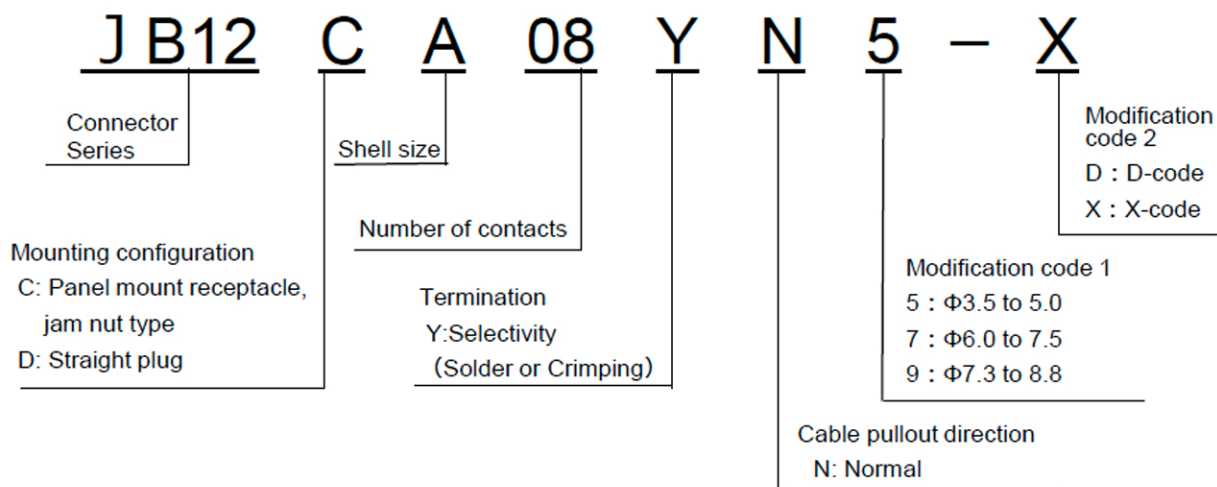 JB12 C A 08 Y N 5 – X
Connector
Series
Shell size
Number of contacts
Mounting configuration
C: Panel mount receptacle,
jam nut type
D: Straight plug
Termination
Y:Selectivity
(Solder or Crimping)
Modification
code 2
D : D-code
X : X-code
Modification code 1
5 : Φ3.5 to 5.0
7 : Φ6.0 to 7.5
9 : Φ7.3 to 8.8
Cable pullout direction
N: Normal